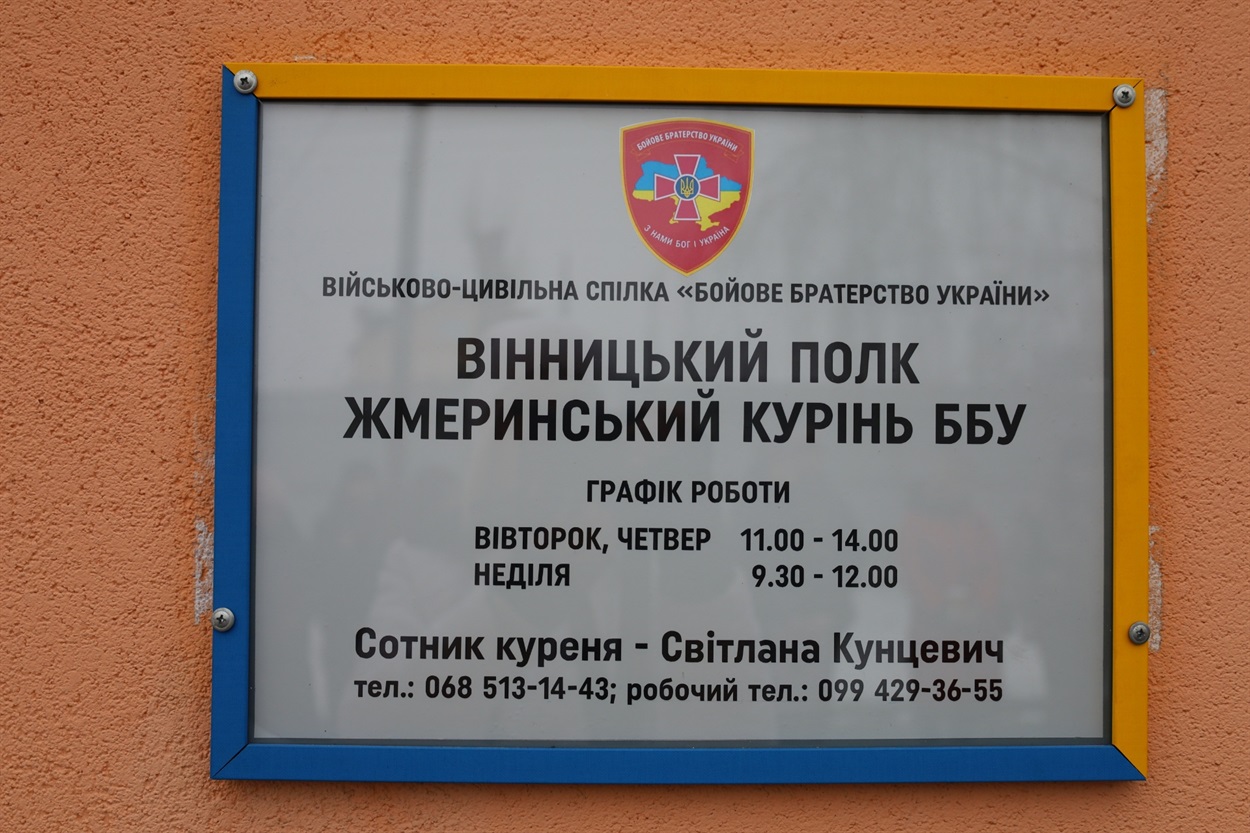 БОЙОВЕ БРАТЕРСТВО УКРАЇНИ
З НАМИ БОГ І УКРАЇНА
ВІЙСЬКОВО-ЦИВІЛЬНА СПІЛКА «БОЙОВЕ БРАТЕРСТВО УКРАЇНИ»
ВІННИЦЬКИЙ ПОЛК
ЖМЕРИНСЬКИЙ КУРІНЬ ББУ
ГРАФІК РОБОТИ
ВІВТОРОК, ЧЕТВЕР 11.00 - 14.00
НЕДІЛЯ 9.30 - 12.00
Сотник куреня - Світлана Кунцевич
тел.: 068 513-14-43; робочий тел.: 099 429-36-55